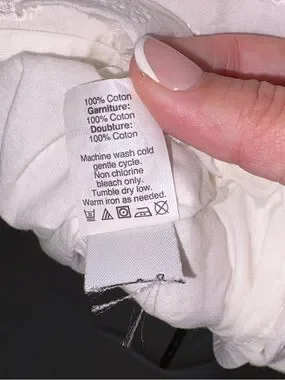 100% Coton
Garniture:
100% Coton
Doublure:
100% Coton
Machine wash cold
gentle cycle.
Non chlorine
bleach only.
Tumble dry low.
Warm iron as needed.